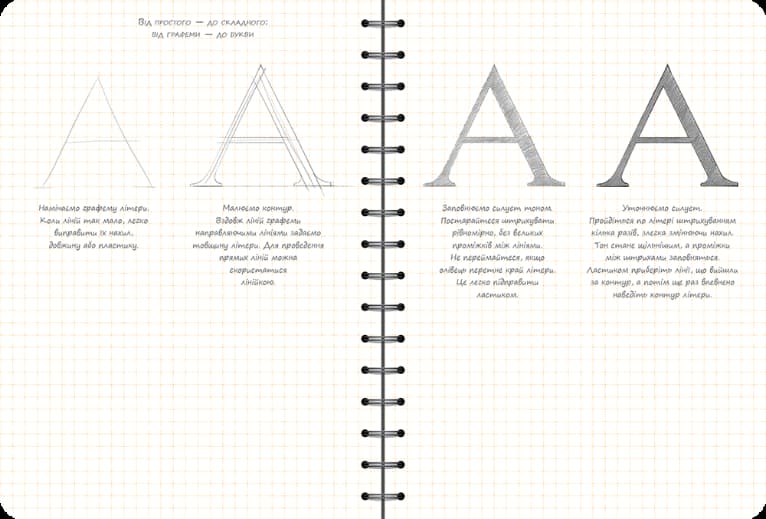 Від простого — до складного:
від графеми — до букви
A
Намічаємо графему літери.
Коли ліній так мало, легко
виправити їх нахил,
довжину або пластику.
A
Малюємо контур.
Вздовж ліній графеми
направляючими лініями задаємо
товщину літери. Для проведення
прямих ліній можна
скористатися
лінійкою.
A
Заповнюємо силует тоном.
Постарайтеся штрихувати
рівномірно, без великих
проміжків між лініями.
Не переймайтеся, якщо
олівець перетне край літери.
Це легко підправити
ластиком.
A
Уточнюємо силует.
Пройдіться по літері штрихуванням
кілька разів, злегка змінюючи нахил.
Тон стане щільнішим, а проміжки
між штрихами заповняться.
Ластиком приберіть лінії, що вийшли
за контур, а потім ще раз впевнено
наведіть контур літери.